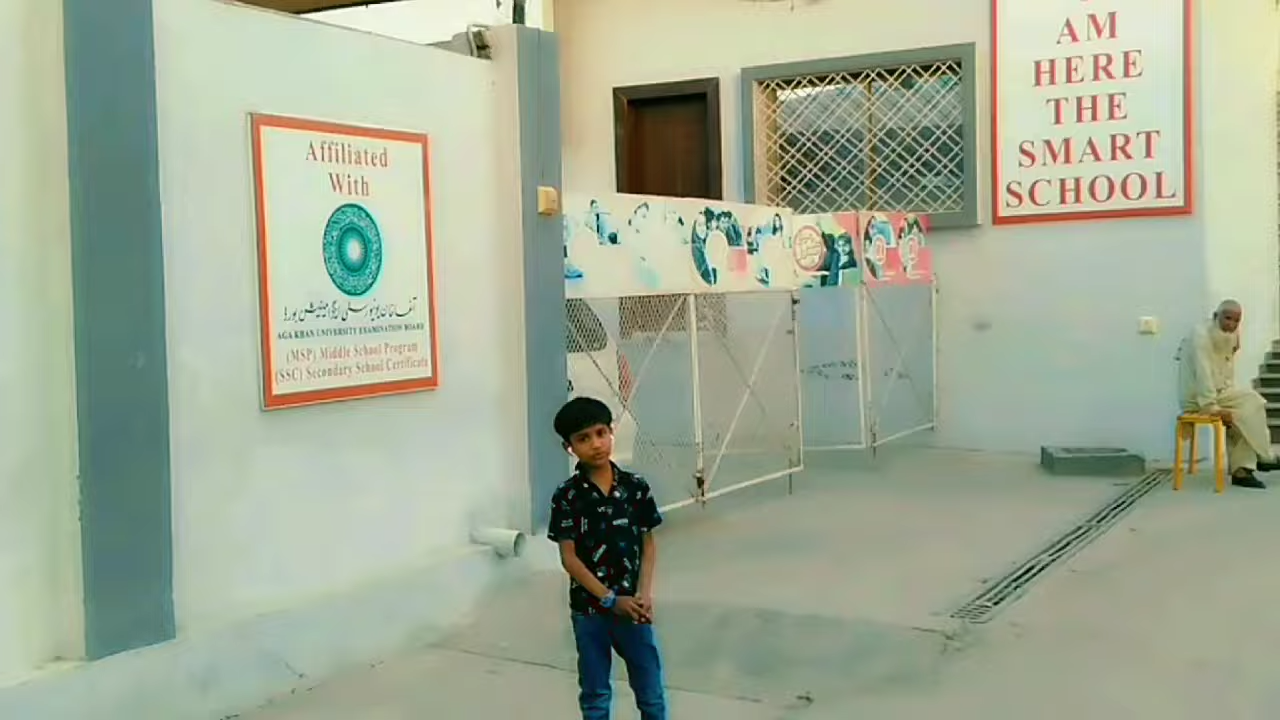 Affiliated
With
آغا خان یونیورسٹی ایگزامینیشن بورڈ
AGA KHAN UNIVERSITY EXAMINATION BOARD
(MSP) Middle School Program
(SSC) Secondary School Certificate
AM
HERE
THE
SMART
SCHOOL